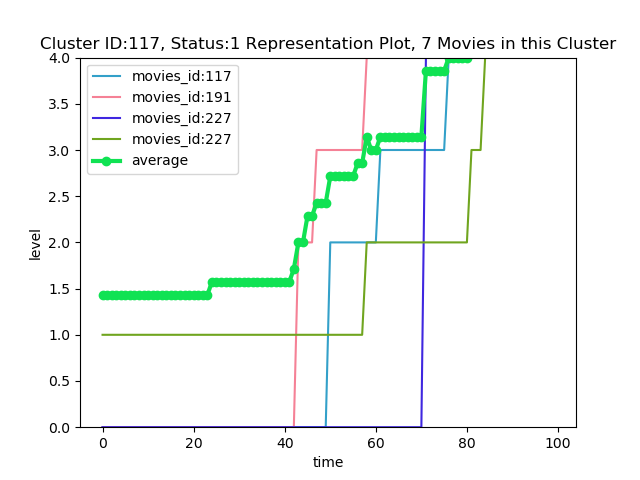 Cluster ID:117, Status:1 Representation Plot, 7 Movies in this Cluster
4.0
3.5
3.0
2.5
2.0
1.5
1.0
0.5
0.0
level
movies_id:117
movies_id:191
movies_id:227
movies_id:227
average
0 20 40 60 80 100
time